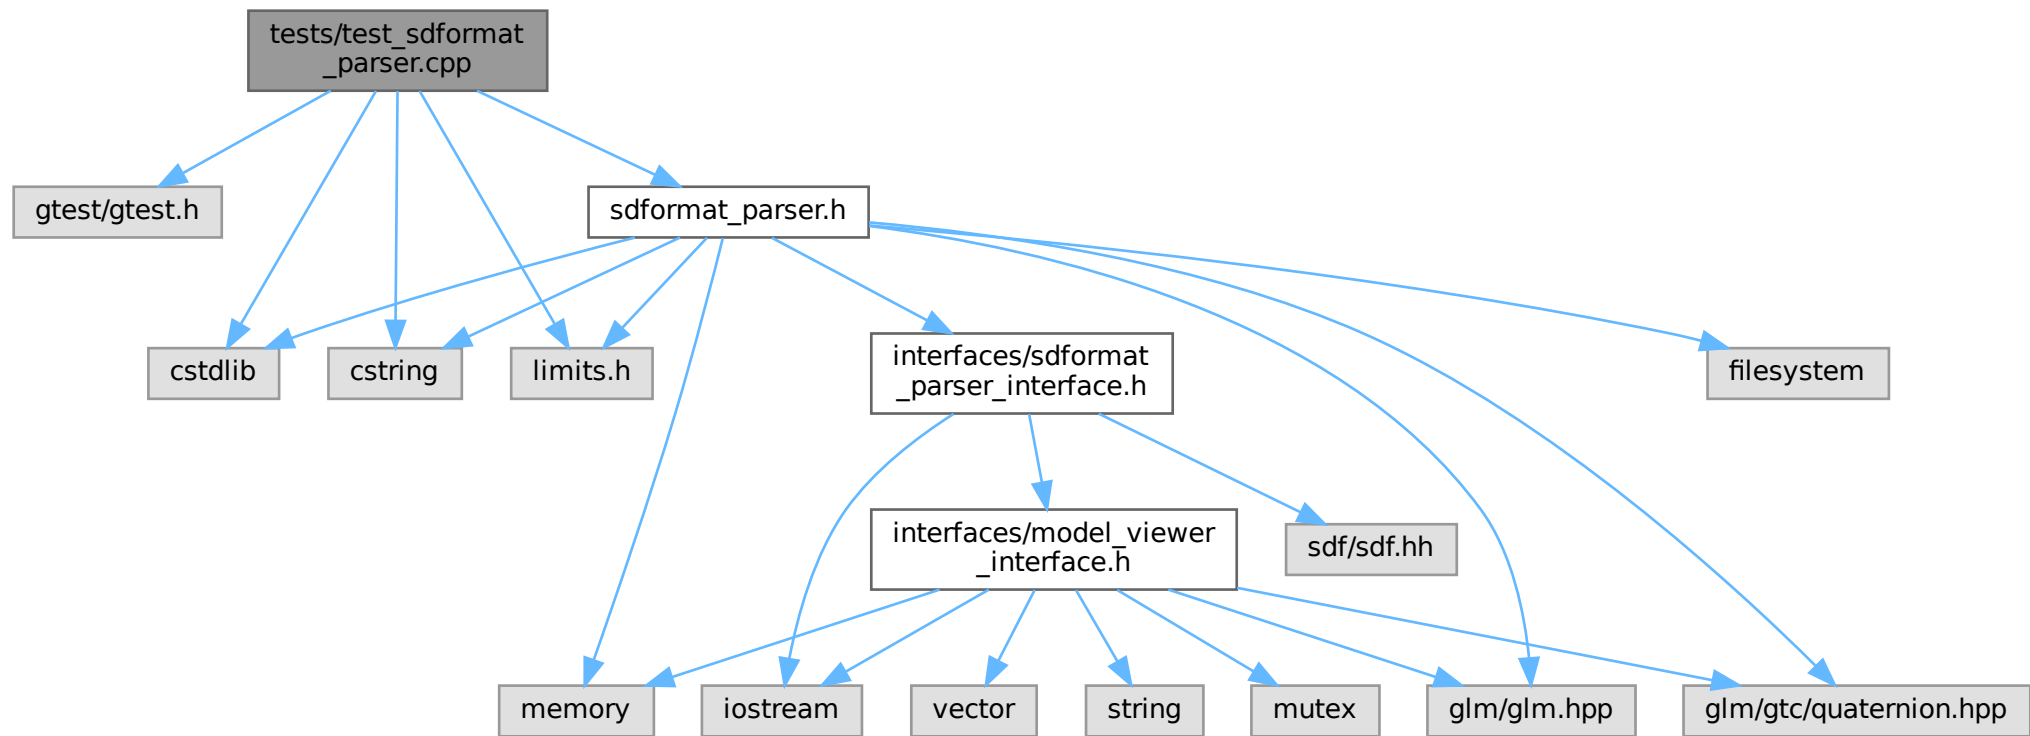 tests/test_sdformat
_parser.cpp
gtest/gtest.h
sdformat_parser.h
cstdlib
cstring
limits.h
interfaces/sdformat
_parser_interface.h
filesystem
interfaces/model_viewer
_interface.h
sdf/sdf.hh
memory
iostream
vector
string
mutex
glm/glm.hpp
glm/gtc/quaternion.hpp